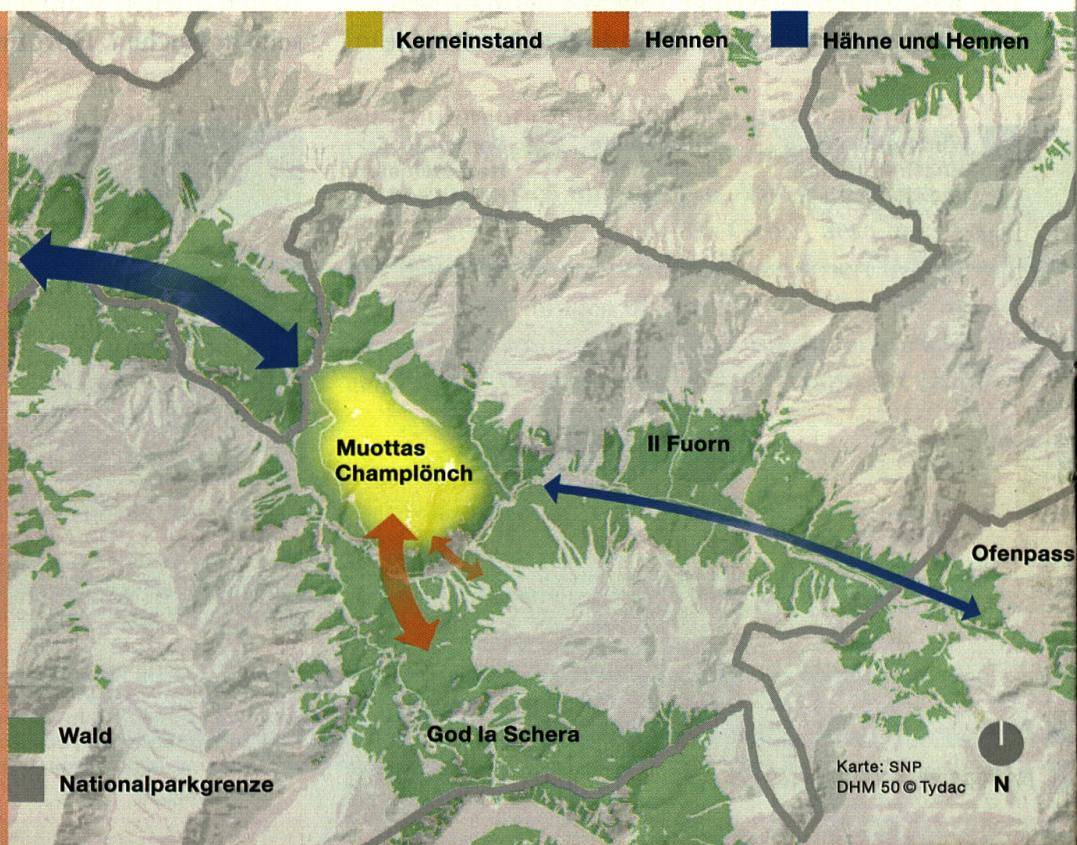 Kerneinstand
Hennen
Hähne und Hennen
Muottas
Champlönch
Il Fuorn
Ofenpass
God la Schera
Wald
Nationalparkgrenze
Karte: SNP
DHM 50 © Tydac
N